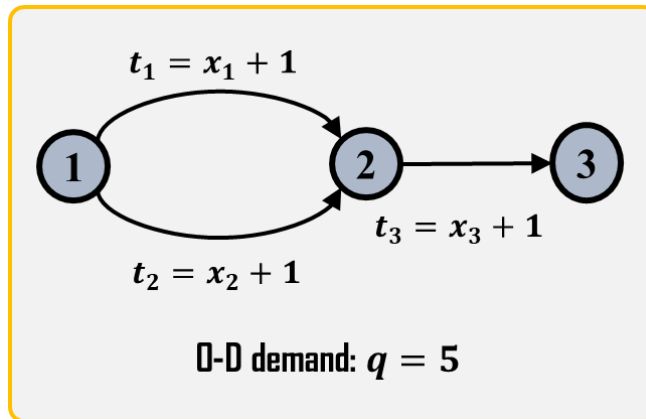 t₁ = x₁ + 1
1
2
3
t₃ = x₃ + 1
t₂ = x₂ + 1
O-D demand: q = 5